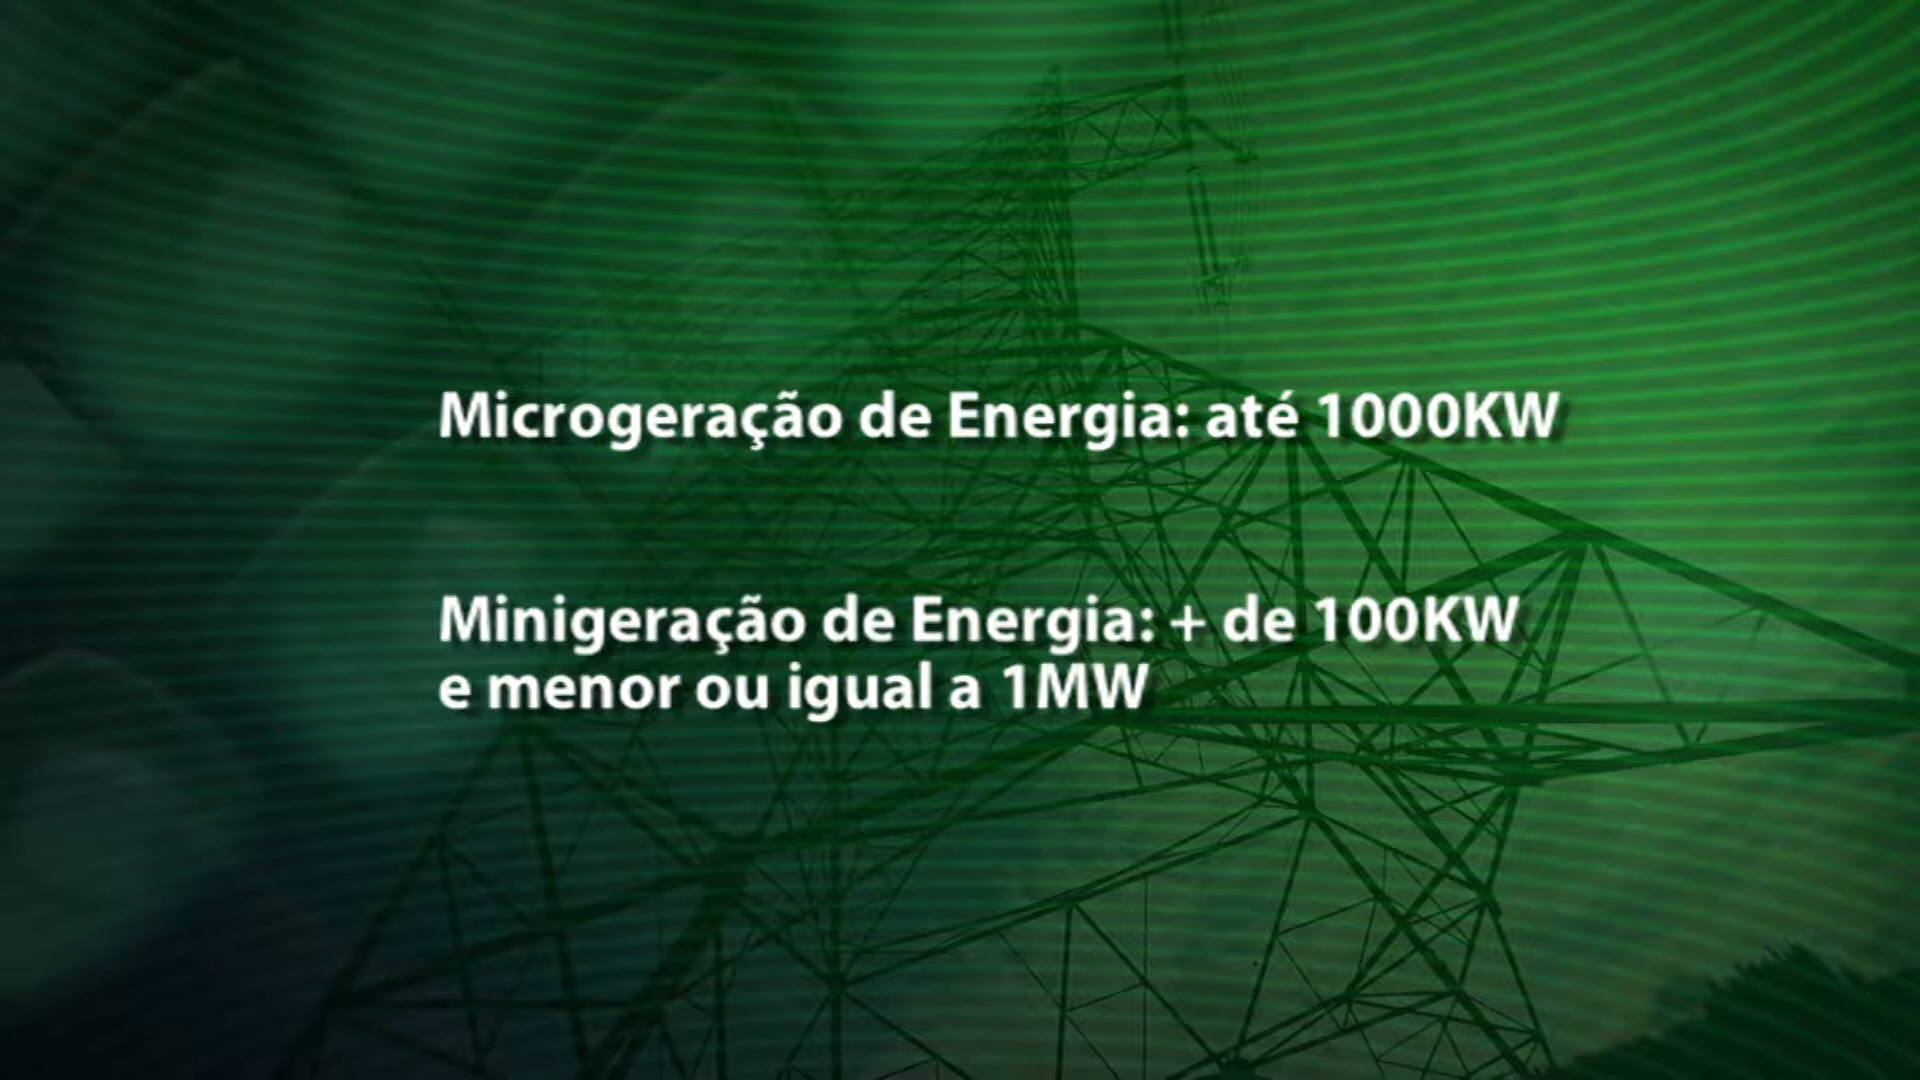 Microgeração de Energia: até 1000KW
Minigeração de Energia: + de 100KW
e menor ou igual a 1MW